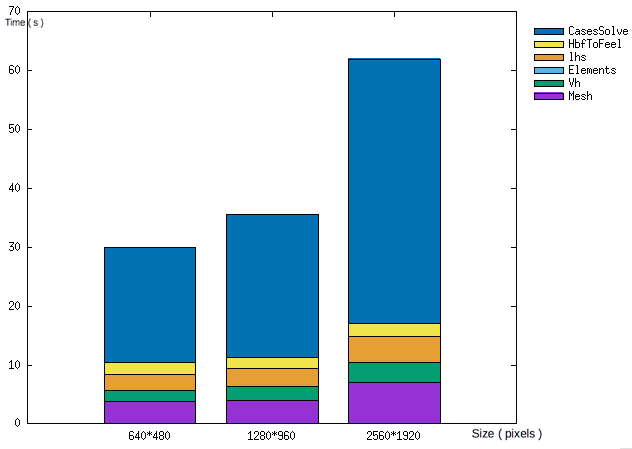 70
Time ( s )
60
50
40
30
20
10
0
640*480
1280*960
2560*1920
Size ( pixels )
CasesSolve
HbfToFeel
lhs
Elements
Vh
Mesh